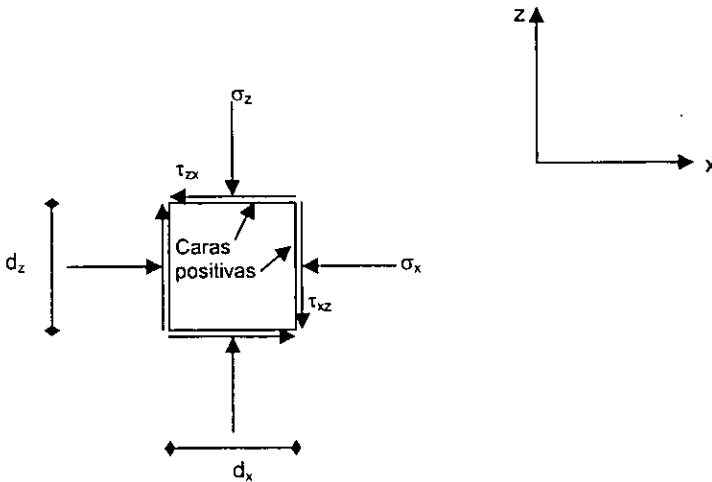 z
x
σz
τzx
Caras
positivas
dz
σx
τxz
dx